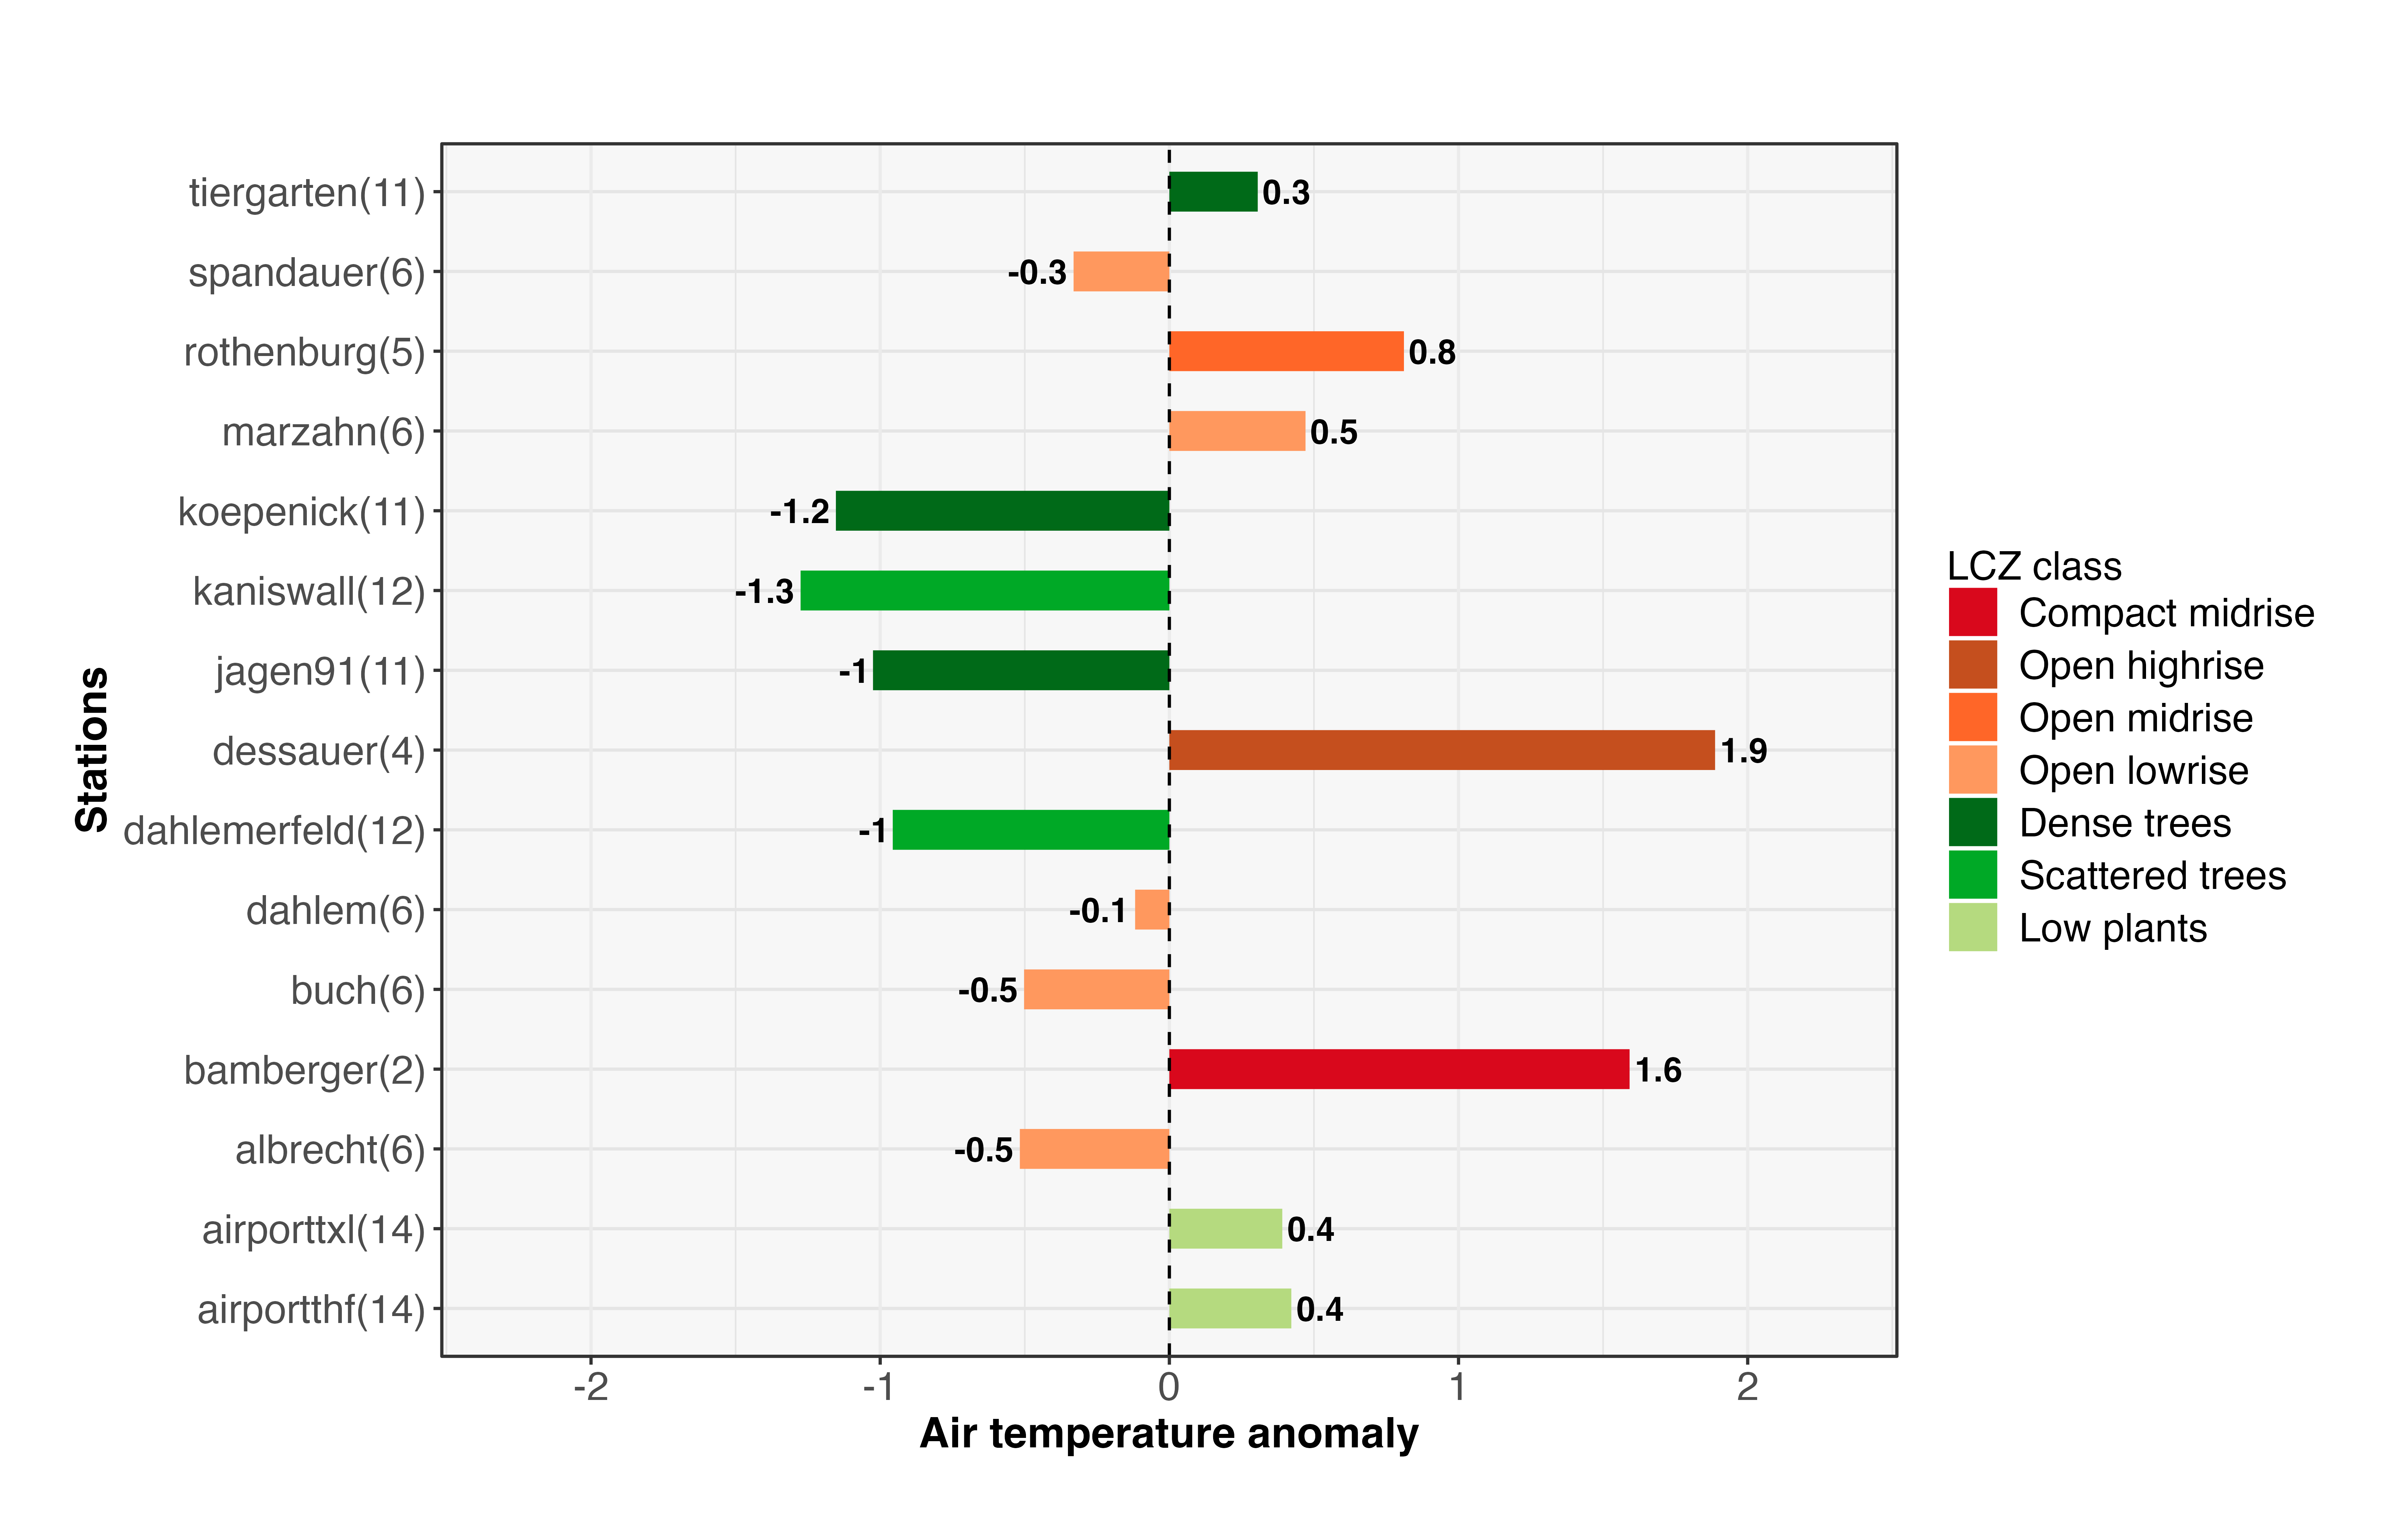 Stations
tiergarten(11)
0.3
spandauer(6)
-0.3
rothenburg(5)
0.8
marzahn(6)
0.5
koepenick(11)
-1.2
kaniswall(12)
-1.3
jagen91(11)
-1
dessauer(4)
1.9
dahlemerfeld(12)
-1
dahlem(6)
-0.1
buch(6)
-0.5
bamberger(2)
1.6
albrecht(6)
-0.5
airporttxl(14)
0.4
airportthf(14)
0.4
-2 -1 0 1 2
Air temperature anomaly
LCZ class
Compact midrise
Open highrise
Open midrise
Open lowrise
Dense trees
Scattered trees
Low plants